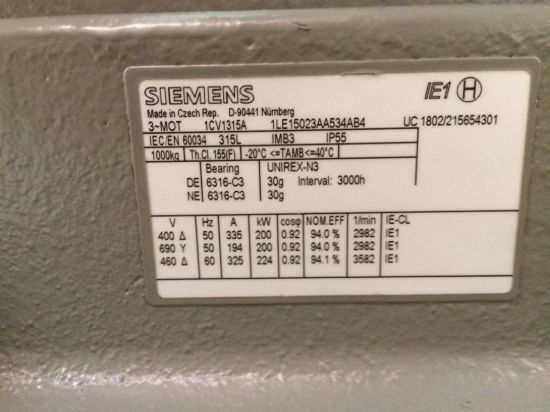 SIEMENS IE1 H
Made in Czech Rep. D-90441 Nürnberg
3~MOT 1CV1315A 1LE15023AA534AB4 UC 1802/215654301
IEC/EN 60034 315L IMB3 IP55
1000kg Th.Cl. 155(F) -20°C <=TAMB<=40°C
Bearing UNIREX-N3
DE 6316-C3 30g Interval: 3000h
NE 6316-C3 30g
V Hz A kW cosφ NOM.EFF 1/min IE-CL
400 Δ 50 335 200 0.92 94.0 % 2982 IE1
690 Y 50 194 200 0.92 94.0 % 2982 IE1
460 Δ 60 325 224 0.92 94.1 % 3582 IE1